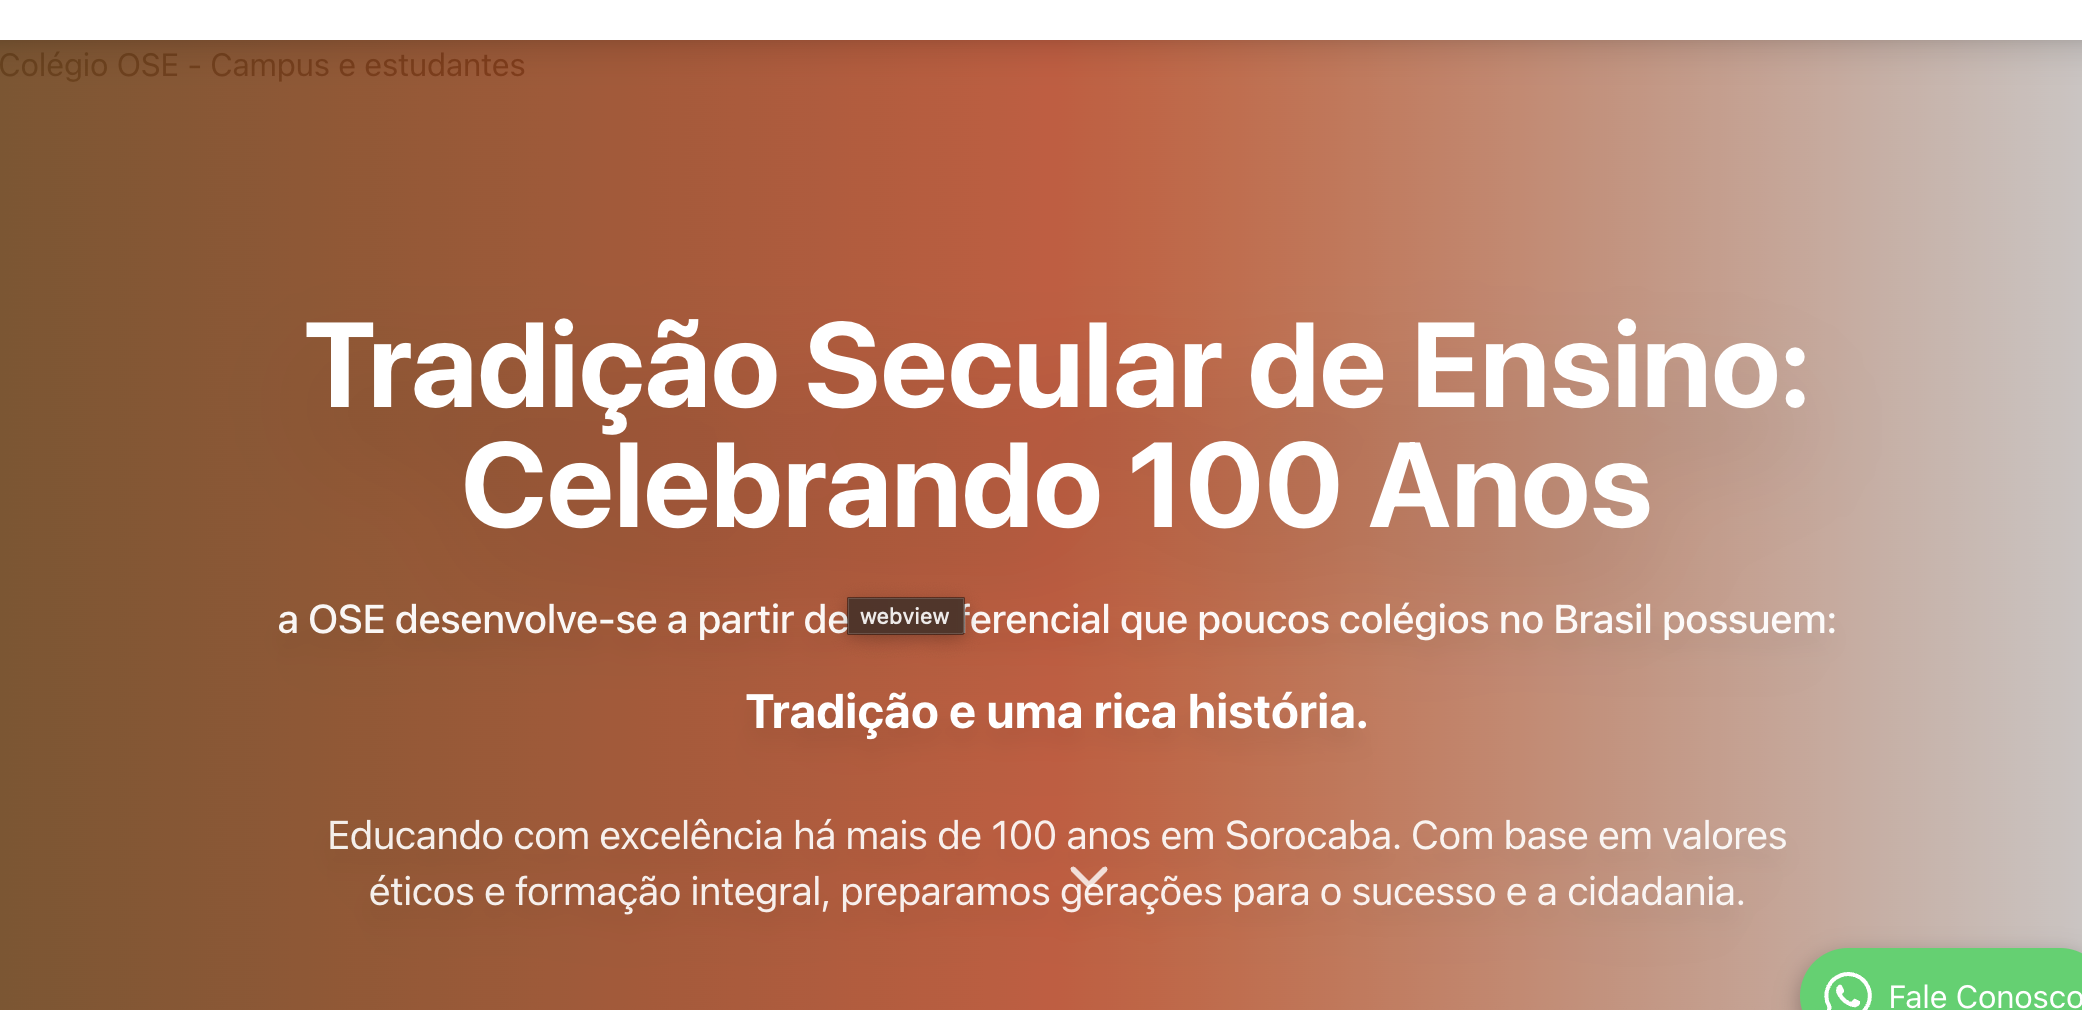 Colégio OSE - Campus e estudantes
Tradição Secular de Ensino:
Celebrando 100 Anos
a OSE desenvolve-se a partir de webview ferencial que poucos colégios no Brasil possuem:
Tradição e uma rica história.
Educando com excelência há mais de 100 anos em Sorocaba. Com base em valores
éticos e formação integral, preparamos gerações para o sucesso e a cidadania.
Fale Conosco